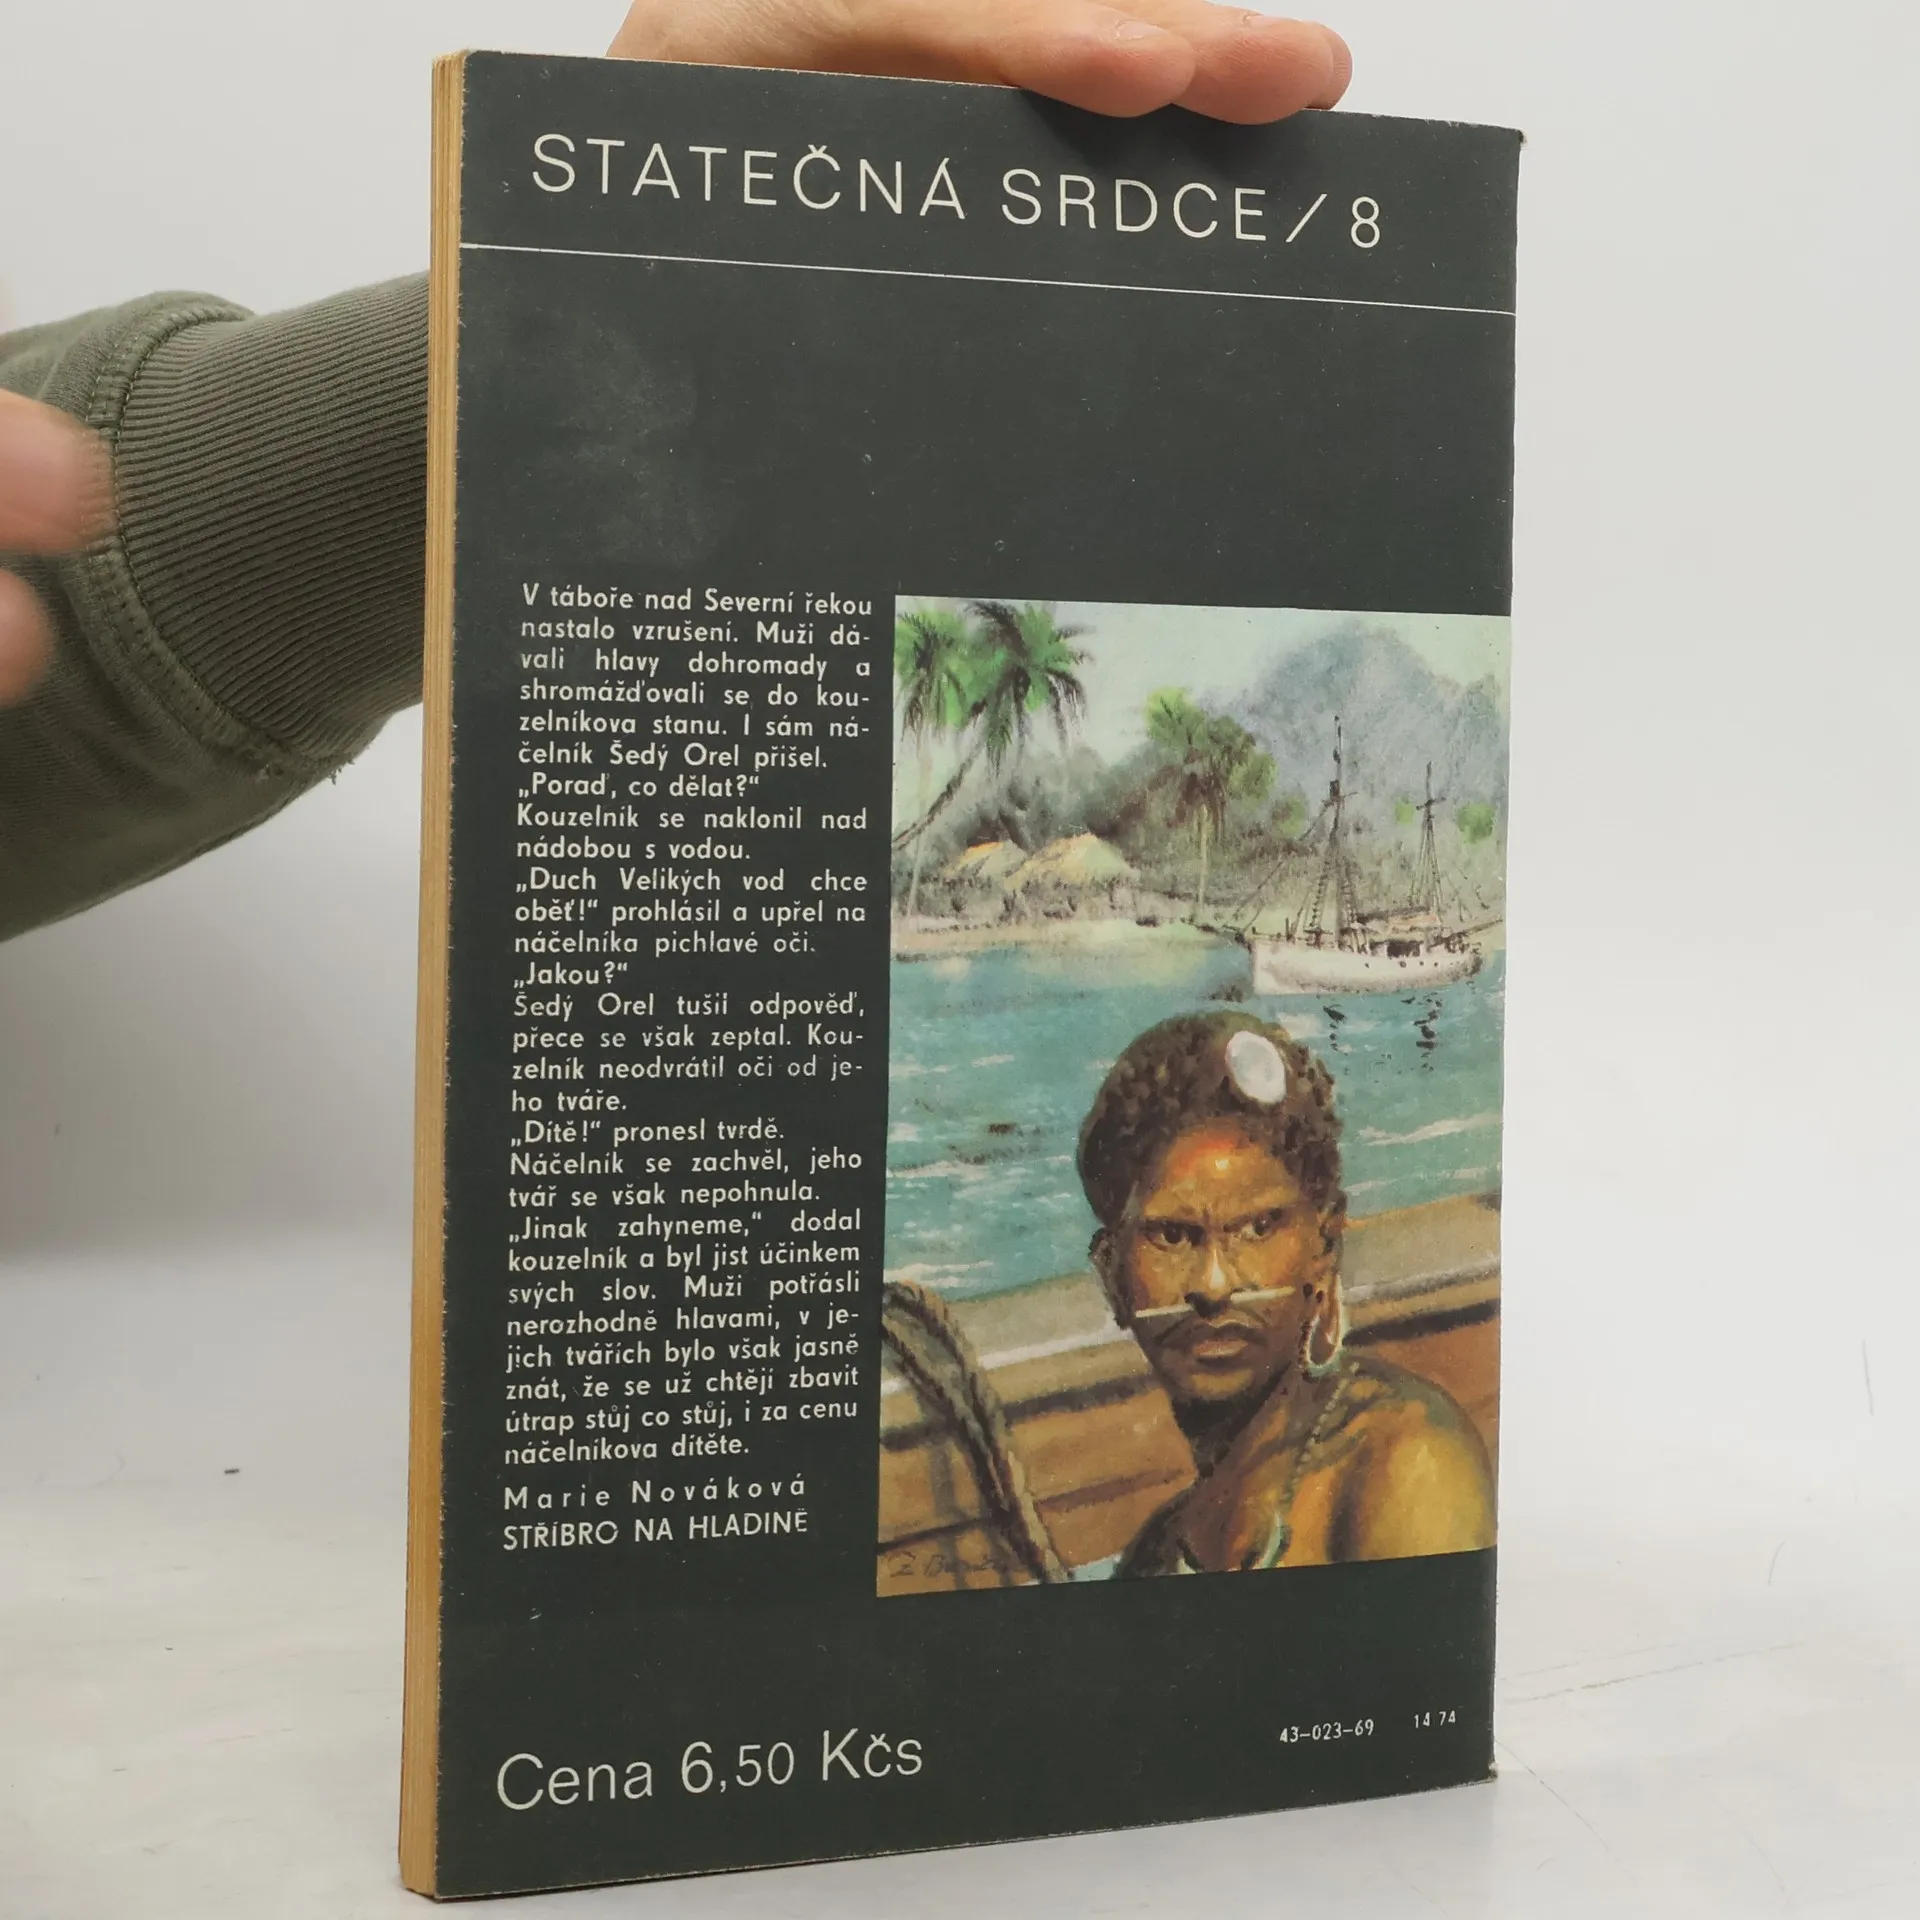 STATEČNÁ SRDCE / 8
V táboře nad Severní řekou
nastalo vzrušení. Muži dá-
vali hlavy dohromady a
shromážďovali se do kou-
zelníkova stanu. I sám ná-
čelník Šedý Orel přišel.
„Poraď, co dělat?“
Kouzelník se naklonil nad
nádobou s vodou.
„Duch Velikých vod chce
oběť!“ prohlásil a upřel na
náčelníka pichlavé oči.
„Jakou?“
Šedý Orel tušil odpověď,
přece se však zeptal. Kou-
zelník neodvrátil oči od je-
ho tváře.
„Dítě!“ pronesl tvrdě.
Náčelník se zachvěl, jeho
tvář se však nepohnula.
„Jinak zahyneme,“ dodal
kouzelník a byl jist účinkem
svých slov. Muži potřásli
nerozhodně hlavami, v je-
jich tvářích bylo však jasně
znát, že se už chtějí zbavit
útrap stůj co stůj, i za cenu
náčelníkova dítěte.
Marie Nováková
STŘÍBRO NA HLADINĚ
Cena 6,50 Kčs
43-023-69 14 74